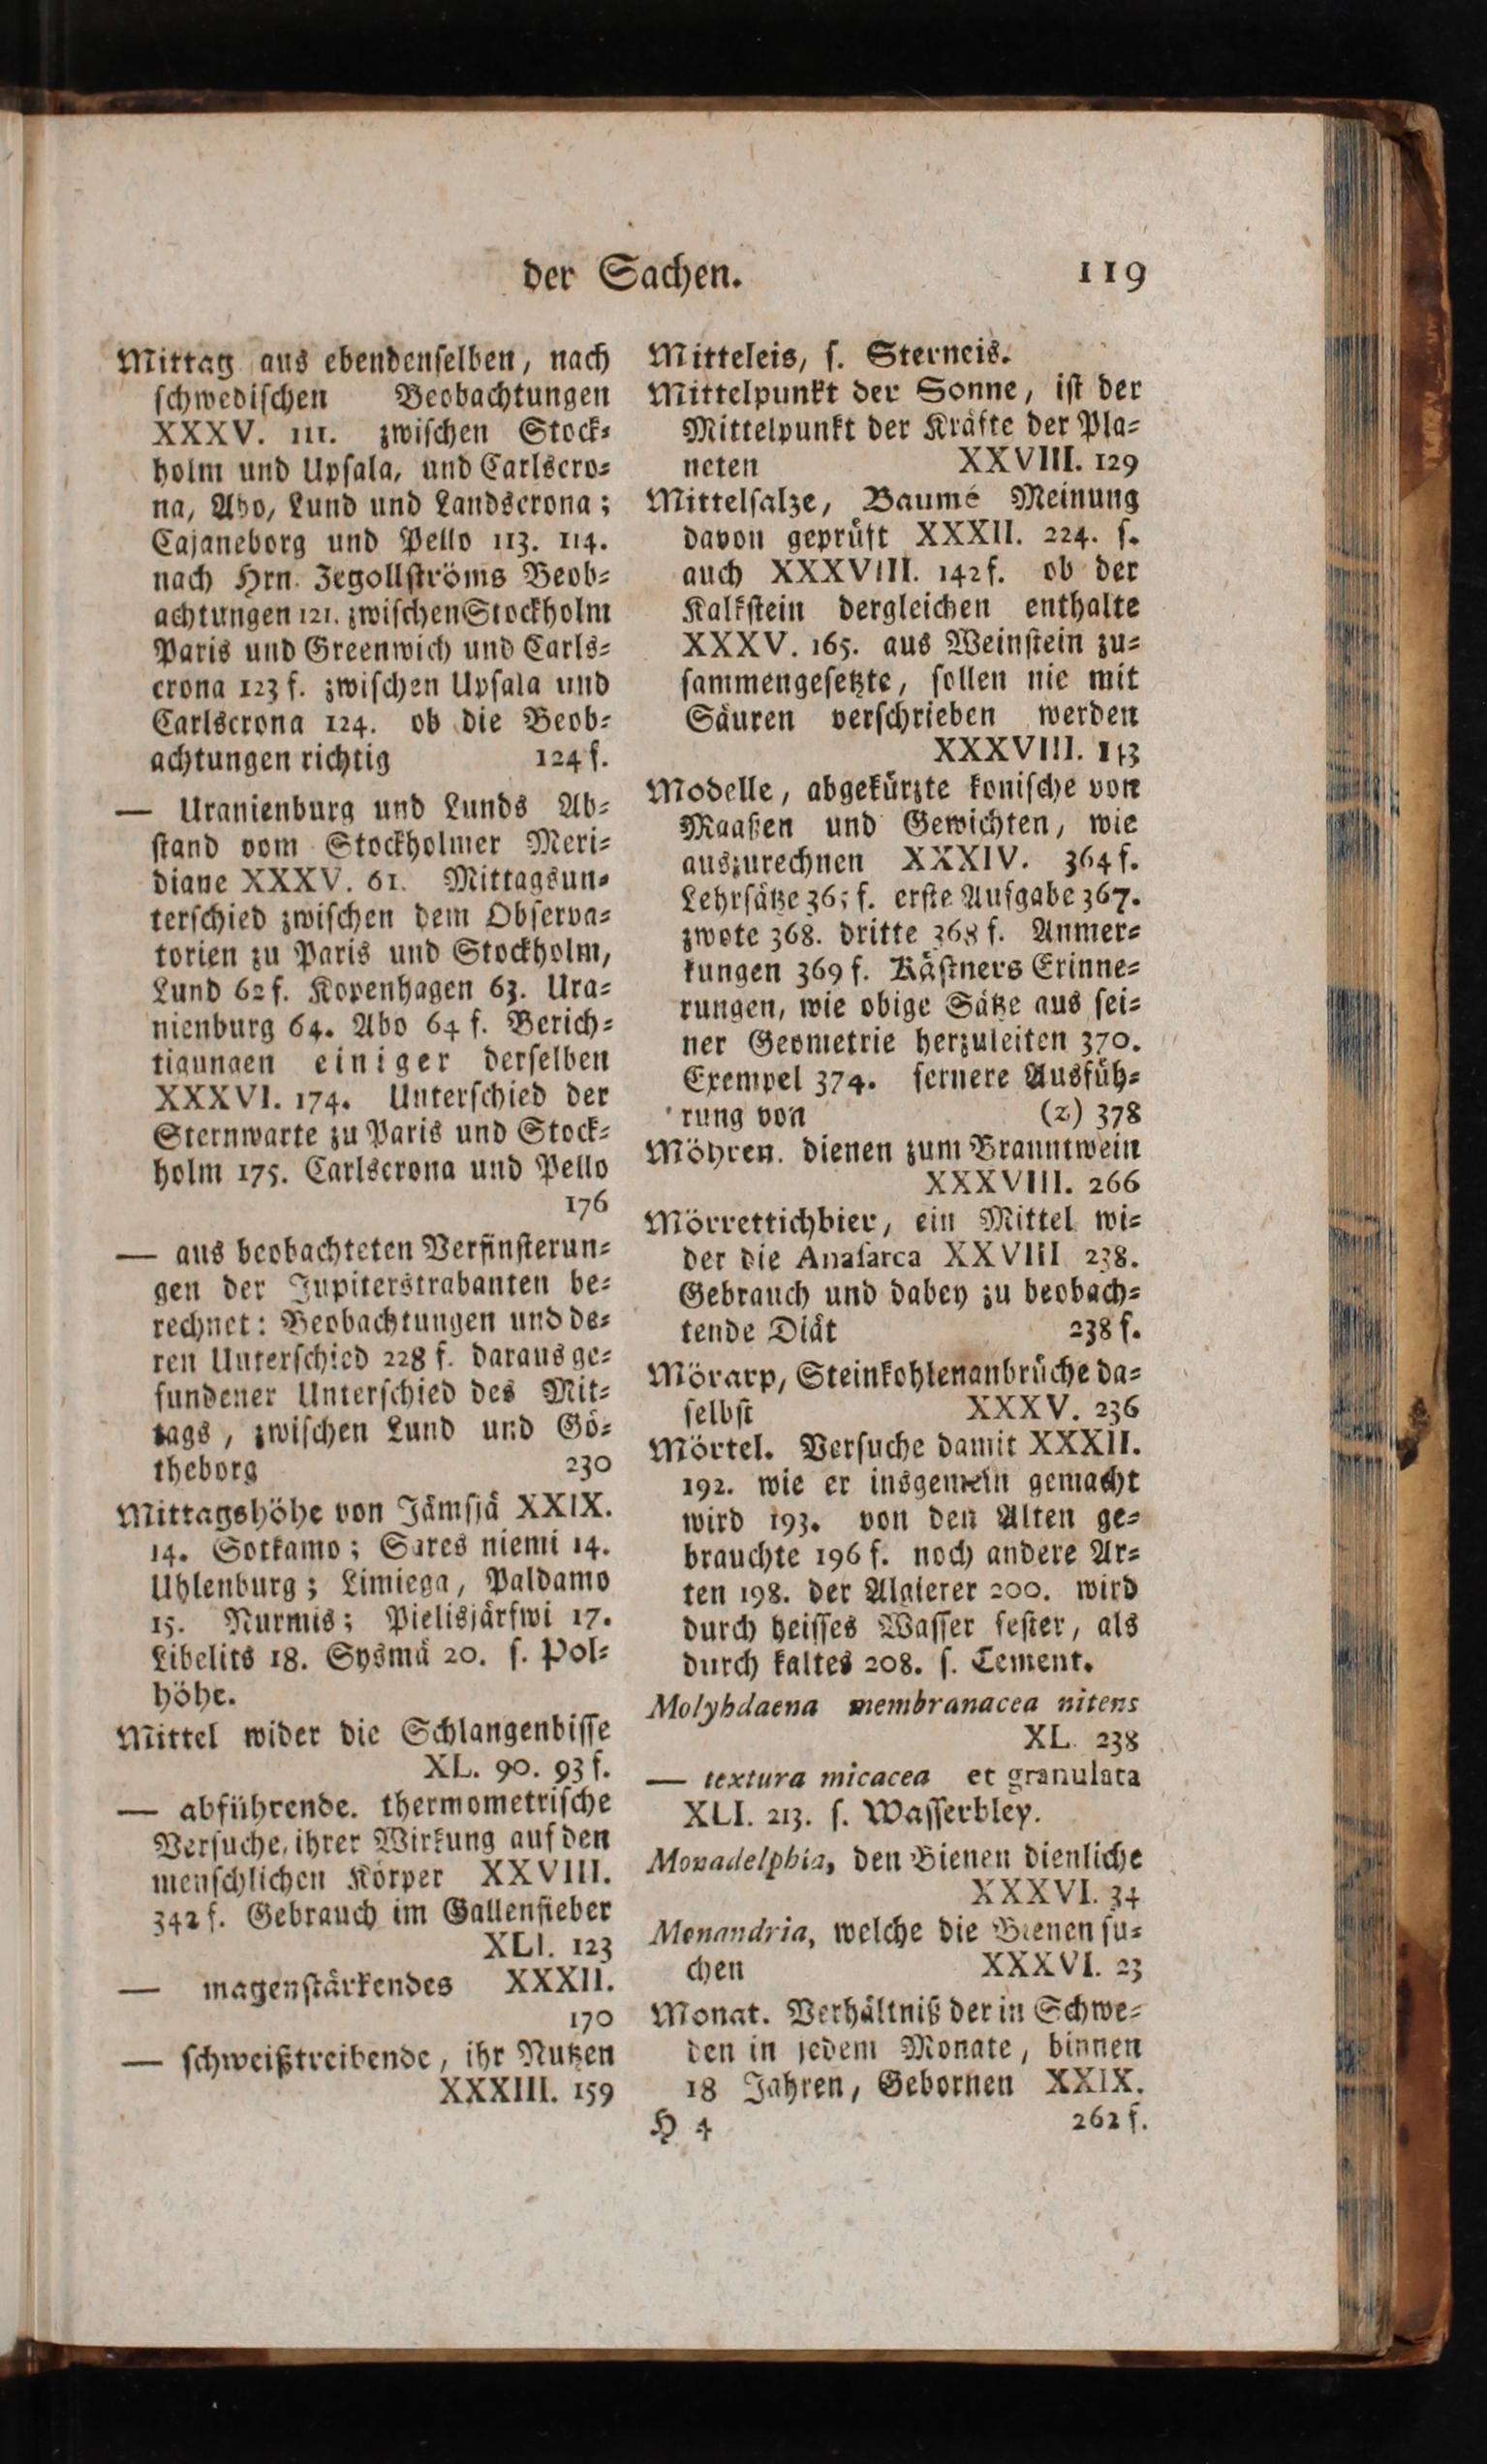 der Sachen. 119
Mittag aus ebendenſelben, nach
ſchwediſchen Beobachtungen
XXXV. 111. zwiſchen Stock-
holm und Upſala, und Carlscro-
na, Abo, Lund und Landscrona;
Cajaneborg und Pello 113. 114.
nach Hrn. Zegollſtröms Beob-
achtungen 121. zwiſchen Stockholm
Paris und Greenwich und Carls-
crona 123 f. zwiſchen Upſala und
Carlscrona 124. ob die Beob-
achtungen richtig 124 f.
— Uranienburg und Lunds Ab-
ſtand vom Stockholmer Meri-
diane XXXV. 61. Mittagsun-
terſchied zwiſchen dem Obſerva-
torien zu Paris und Stockholm,
Lund 62 f. Kopenhagen 63. Ura-
nienburg 64. Abo 64 f. Berich-
tigungen einiger derſelben
XXXVI. 174. Unterſchied der
Sternwarte zu Paris und Stock-
holm 175. Carlscrona und Pello
176
— aus beobachteten Verfinſterun-
gen der Jupiterstrabanten be-
rechnet: Beobachtungen und de-
ren Unterſchied 228 f. daraus ge-
fundener Unterſchied des Mit-
tags, zwiſchen Lund und Gö-
theborg 230
Mittagshöhe von Jämſjä XXIX.
14. Sotkamo; Sares niemi 14.
Uhlenburg; Limiega, Paldamo
15. Nurmis; Pielisjärfwi 17.
Libelits 18. Sysmä 20. ſ. Pol-
höhe.
Mittel wider die Schlangenbiſſe
XL. 90. 93 f.
— abführende. thermometriſche
Verſuche, ihrer Wirkung auf den
menſchlichen Körper XXVIII.
342 f. Gebrauch im Gallenfieber
XLI. 123
— magenſtärkendes XXXII.
170
— ſchweißtreibende, ihr Nutzen
XXXIII. 159
Mitteleis, ſ. Sterneis.
Mittelpunkt der Sonne, iſt der
Mittelpunkt der Kräfte der Pla-
neten XXVIII. 129
Mittelſalze, Baumé Meinung
davon geprüft XXXII. 224. ſ.
auch XXXVIII. 142 f. ob der
Kalkſtein dergleichen enthalte
XXXV. 165. aus Weinſtein zu-
ſammengeſetzte, ſollen nie mit
Säuren verſchrieben werden
XXXVIII. 143
Modelle, abgekürzte koniſche von
Maaßen und Gewichten, wie
auszurechnen XXXIV. 364 f.
Lehrſätze 365 f. erſte Aufgabe 367.
zwote 368. dritte 368 f. Anmer-
kungen 369 f. Käſtners Erinne-
rungen, wie obige Sätze aus ſei-
ner Geometrie herzuleiten 370.
Exempel 374. fernere Ausfüh-
rung von (z) 378
Möhren. dienen zum Branntwein
XXXVIII. 266
Mörrettichbier, ein Mittel wi-
der die Anaſarca XXVIII 238.
Gebrauch und dabey zu beobach-
tende Diät 238 f.
Mörarp, Steinkohlenanbrüche da-
ſelbſt XXXV. 236
Mörtel. Verſuche damit XXXII.
192. wie er insgemein gemacht
wird 193. von den Alten ge-
brauchte 196 f. noch andere Ar-
ten 198. der Algierer 200. wird
durch heiſſes Waſſer feſter, als
durch kaltes 208. ſ. Cement.
Molybdaena membranacea nitens
XL. 238
— textura micacea et granulata
XLI. 213. ſ. Waſſerbley.
Monadelphia, den Bienen dienliche
XXXVI. 34
Monandria, welche die Bienen ſu-
chen XXXVI. 23
Monat. Verhältniß der in Schwe-
den in jedem Monate, binnen
18 Jahren, Gebornen XXIX.
H 4 262 f.